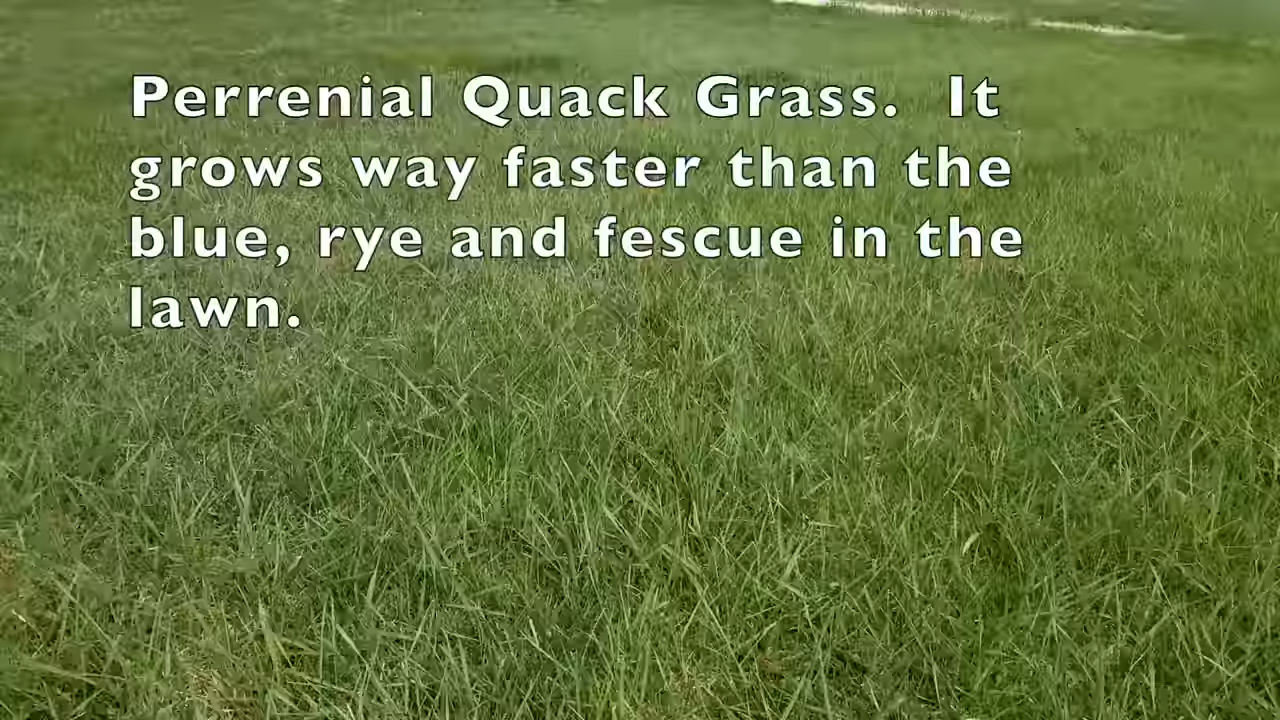 Perrenial Quack Grass.  It
grows way faster than the
blue, rye and fescue in the
lawn.